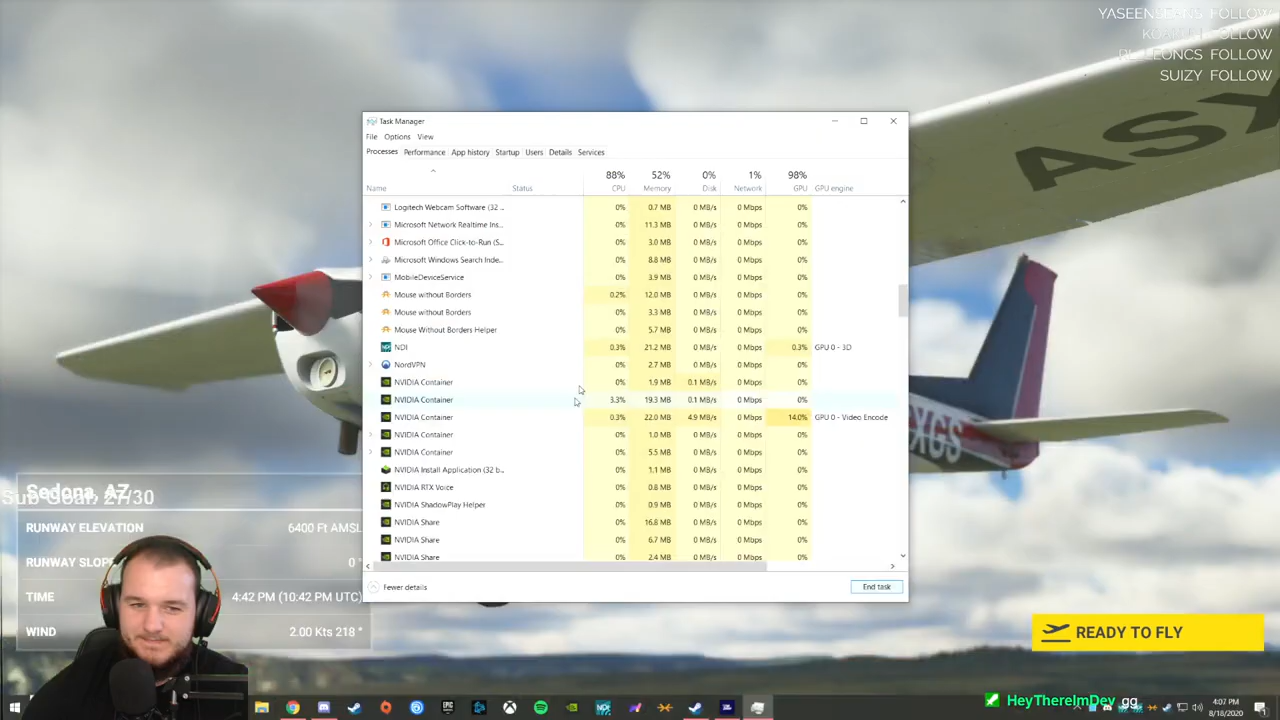 FOLLOW
FOLLOW
FOLLOW
SUIZY FOLLOW
ASX
XGS
Task Manager
File Options View
Processes Performance App history Startup Users Details Services
88% 52% 0% 1% 98%
Name Status CPU Memory Disk Network GPU GPU engine
Logitech Webcam Software (32 ... 0% 0.7 MB 0 MB/s 0 Mbps 0%
Microsoft Network Realtime Ins... 0% 11.3 MB 0 MB/s 0 Mbps 0%
Microsoft Office Click-to-Run (S... 0% 3.0 MB 0 MB/s 0 Mbps 0%
Microsoft Windows Search Inde... 0% 8.8 MB 0 MB/s 0 Mbps 0%
MobileDeviceService 0% 3.9 MB 0 MB/s 0 Mbps 0%
Mouse without Borders 0.2% 12.0 MB 0 MB/s 0 Mbps 0%
Mouse without Borders 0% 3.3 MB 0 MB/s 0 Mbps 0%
Mouse Without Borders Helper 0% 5.7 MB 0 MB/s 0 Mbps 0%
NDI 0.3% 21.2 MB 0 MB/s 0 Mbps 0.3% GPU 0 - 3D
NordVPN 0% 2.7 MB 0 MB/s 0 Mbps 0%
NVIDIA Container 0% 1.9 MB 0.1 MB/s 0 Mbps 0%
NVIDIA Container 3.3% 19.3 MB 0.1 MB/s 0 Mbps 0%
NVIDIA Container 0.3% 22.0 MB 4.9 MB/s 0 Mbps 14.0% GPU 0 - Video Encode
NVIDIA Container 0% 1.0 MB 0 MB/s 0 Mbps 0%
NVIDIA Container 0% 5.5 MB 0 MB/s 0 Mbps 0%
NVIDIA Install Application (32 b... 0% 1.1 MB 0 MB/s 0 Mbps 0%
NVIDIA RTX Voice 0% 0.8 MB 0 MB/s 0 Mbps 0%
NVIDIA ShadowPlay Helper 0% 0.9 MB 0 MB/s 0 Mbps 0%
NVIDIA Share 0% 16.8 MB 0 MB/s 0 Mbps 0%
NVIDIA Share 0% 6.7 MB 0 MB/s 0 Mbps 0%
NVIDIA Share 0% 2.4 MB 0 MB/s 0 Mbps 0%
Fewer details End task
Sedona, AZ
Sub Goal: 27/30
RUNWAY ELEVATION 6400 Ft AMSL
RUNWAY SLOP 0 °
TIME 4:42 PM (10:42 PM UTC)
WIND 2.00 Kts 218 °
READY TO FLY
HeyThereImDev gg
4:07 PM
8/18/2020